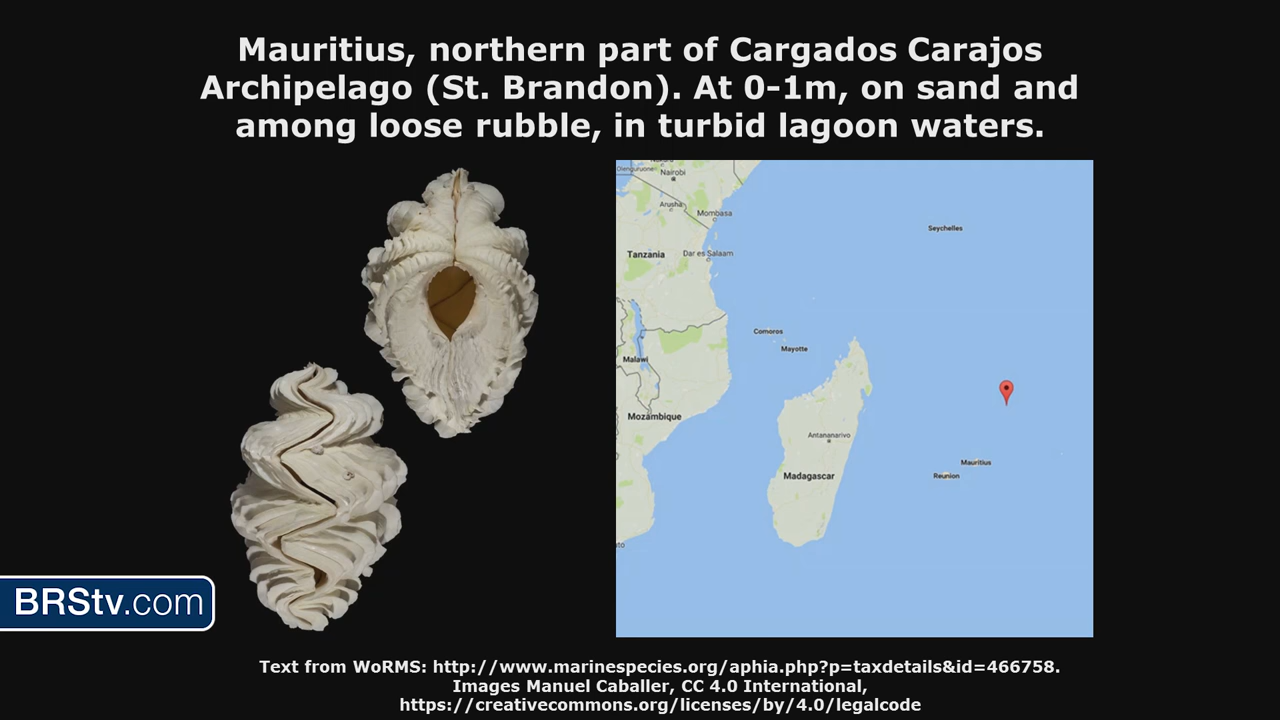 Mauritius, northern part of Cargados Carajos
Archipelago (St. Brandon). At 0-1m, on sand and
among loose rubble, in turbid lagoon waters.
Nairobi
Arusha
Mombasa
Seychelles
Tanzania
Dar es Salaam
Comoros
Mayotte
Malawi
Mozambique
Antananarivo
Madagascar
Mauritius
Reunion
BRStv.com
Text from WoRMS: http://www.marinespecies.org/aphia.php?p=taxdetails&id=466758.
Images Manuel Caballer, CC 4.0 International,
https://creativecommons.org/licenses/by/4.0/legalcode